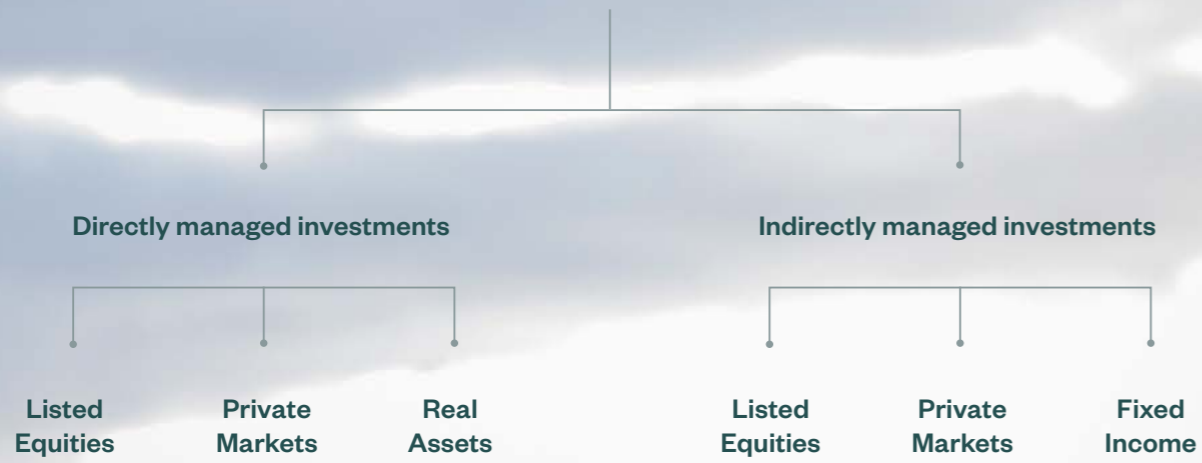 Directly managed investments
Indirectly managed investments
Listed
Equities
Private
Markets
Real
Assets
Listed
Equities
Private
Markets
Fixed
Income